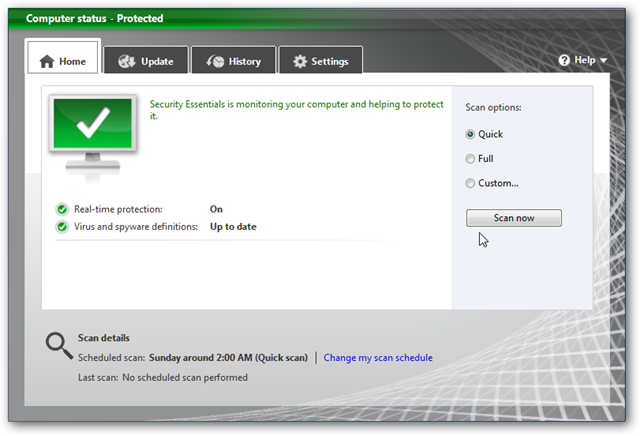 Computer status - Protected
Home
Update
History
Settings
Help
Security Essentials is monitoring your computer and helping to protect
it.
Scan options:
Quick
Full
Custom...
Scan now
Real-time protection: On
Virus and spyware definitions: Up to date
Scan details
Scheduled scan: Sunday around 2:00 AM (Quick scan) | Change my scan schedule
Last scan: No scheduled scan performed